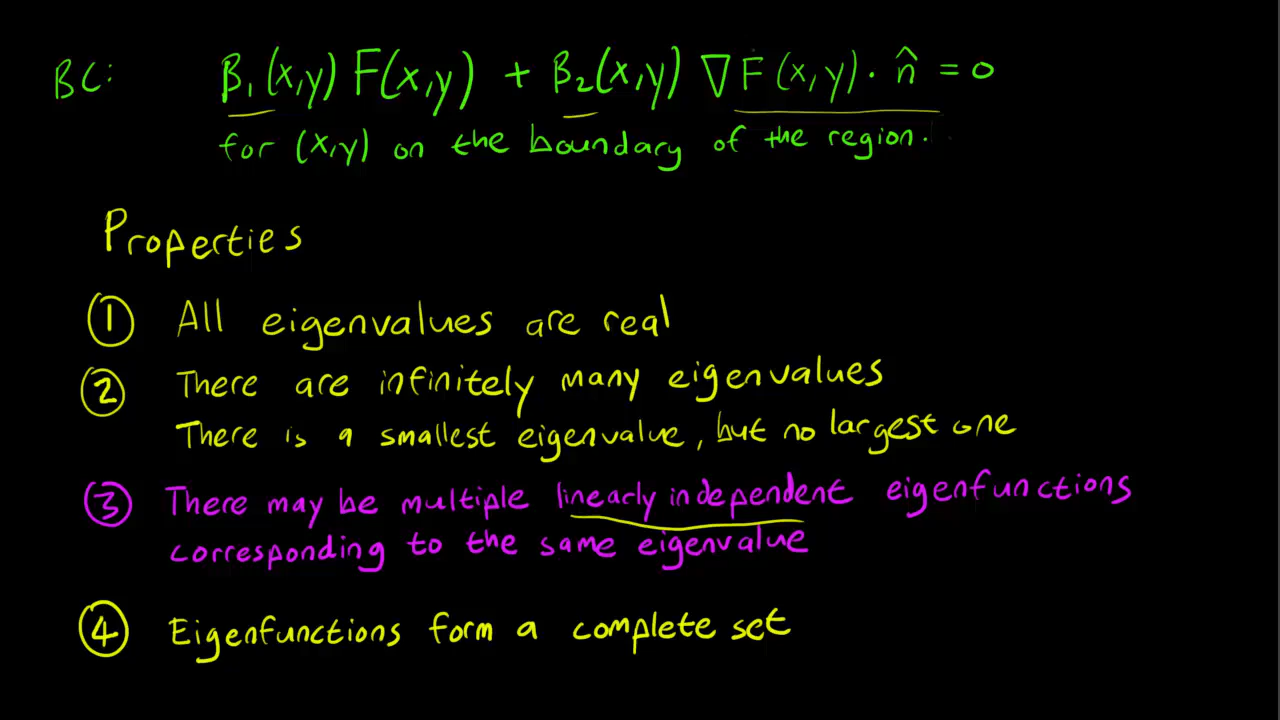 BC: β₁(x,y) F(x,y) + β₂(x,y) ∇F(x,y) · n̂ = 0
for (x,y) on the boundary of the region.
Properties
① All eigenvalues are real
② There are infinitely many eigenvalues
There is a smallest eigenvalue, but no largest one
③ There may be multiple linearly independent eigenfunctions
corresponding to the same eigenvalue
④ Eigenfunctions form a complete set